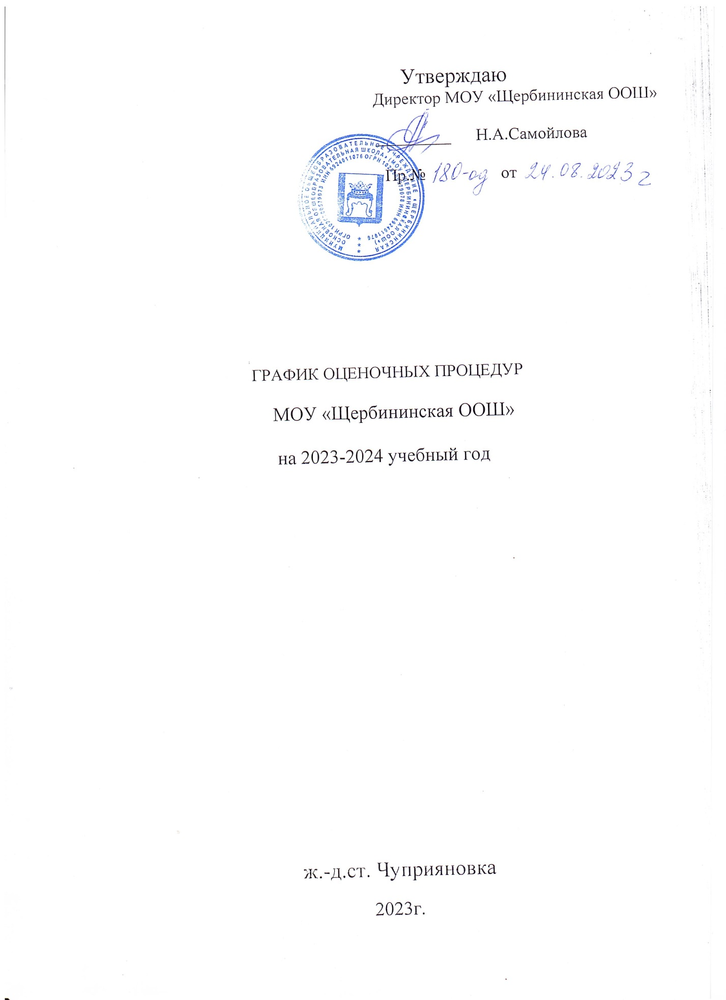 Утверждаю
Директор МОУ «Щербининская ООШ»
Н.А.Самойлова
Пр.№ 180-од от 24.08.2023 г
МУНИЦИПАЛЬНОЕ ОБЩЕОБРАЗОВАТЕЛЬНОЕ УЧРЕЖДЕНИЕ «ЩЕРБИНИНСКАЯ
ОСНОВНАЯ ОБЩЕОБРАЗОВАТЕЛЬНАЯ ШКОЛА» (МОУ «ЩЕРБИНИНСКАЯ ООШ»)
ИНН 6924011076 ОГРН
ИНН 6924011076
ГРАФИК ОЦЕНОЧНЫХ ПРОЦЕДУР
МОУ «Щербининская ООШ»
на 2023-2024 учебный год
ж.-д.ст. Чуприяновка
2023г.